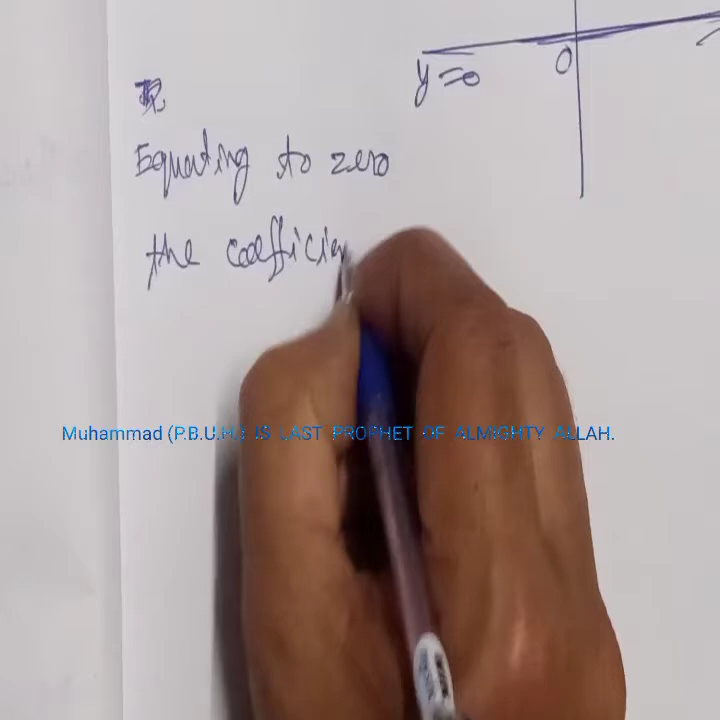 y=0
0
Equating to zero
the coefficien
Muhammad (P.B.U.H.) IS LAST PROPHET OF ALMIGHTY ALLAH.